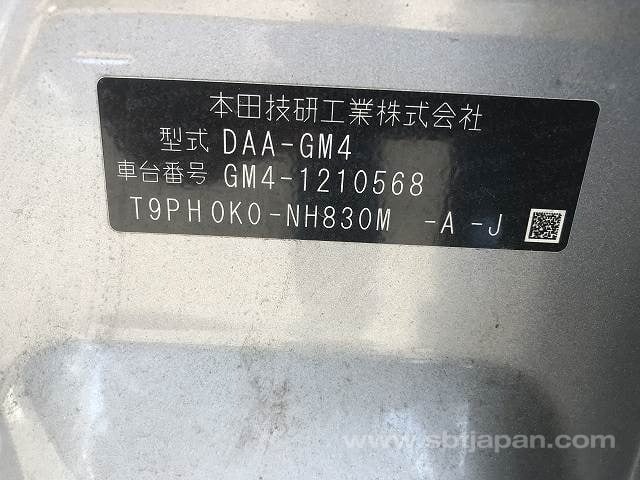 本田技研工業株式会社
型式 DAA-GM4
車台番号 GM4-1210568
T9PH0K0-NH830M -A -J
www.sbtjapan.com